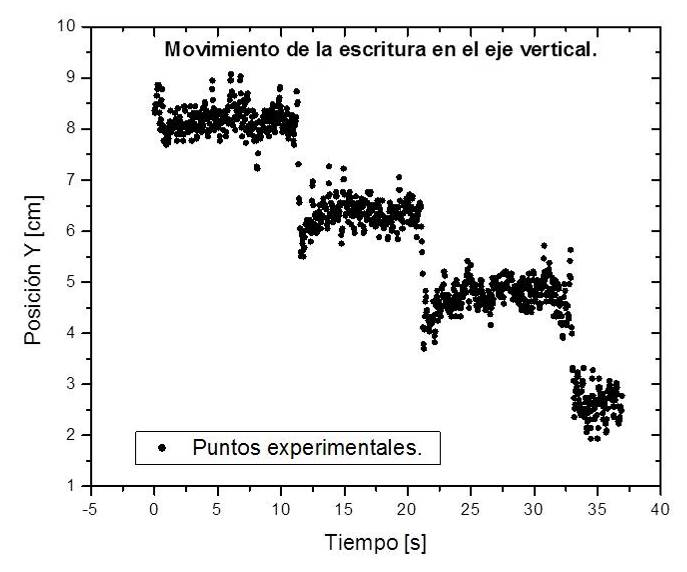 Movimiento de la escritura en el eje vertical.
10
9
8
7
6
5
4
3
2
1
Posición Y [cm]
Puntos experimentales.
-5 0 5 10 15 20 25 30 35 40
Tiempo [s]